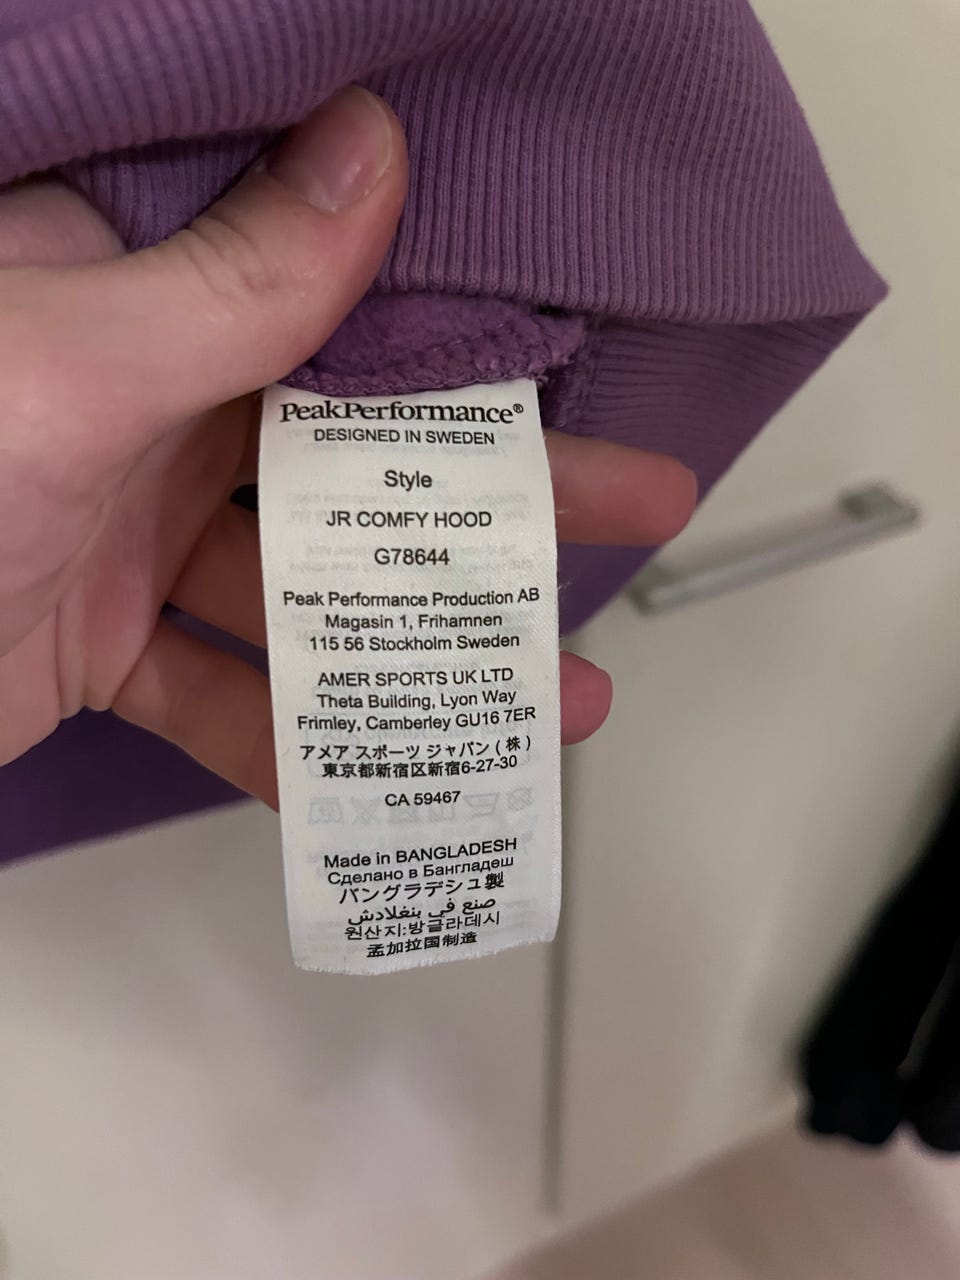 PeakPerformance®
DESIGNED IN SWEDEN
Style
JR COMFY HOOD
G78644
Peak Performance Production AB
Magasin 1, Frihamnen
115 56 Stockholm Sweden
AMER SPORTS UK LTD
Theta Building, Lyon Way
Frimley, Camberley GU16 7ER
アメア スポーツ ジャパン ( 株 )
東京都新宿区新宿6-27-30
CA 59467
Made in BANGLADESH
Сделано в Бангладеш
バングラデシュ製
صنع في بنغلادش
원산지:방글라데시
孟加拉国制造